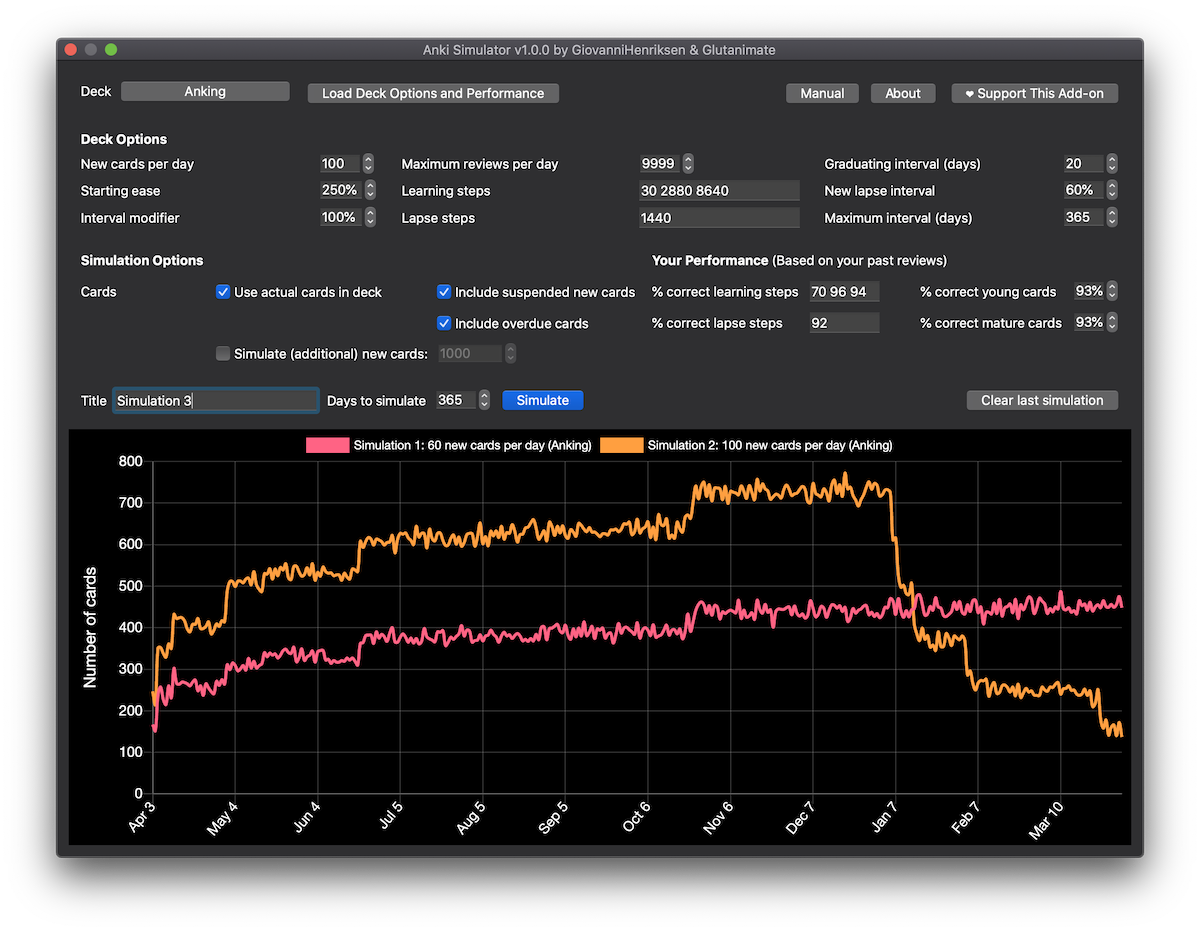 Anki Simulator v1.0.0 by GiovanniHenriksen & Glutanimate
Deck Anking Load Deck Options and Performance Manual About ❤ Support This Add-on
Deck Options
New cards per day 100 Maximum reviews per day 9999 Graduating interval (days) 20
Starting ease 250% Learning steps 30 2880 8640 New lapse interval 60%
Interval modifier 100% Lapse steps 1440 Maximum interval (days) 365
Simulation Options Your Performance (Based on your past reviews)
Cards Use actual cards in deck Include suspended new cards % correct learning steps 70 96 94 % correct young cards 93%
Include overdue cards % correct lapse steps 92 % correct mature cards 93%
Simulate (additional) new cards: 1000
Title Simulation 3 Days to simulate 365 Simulate Clear last simulation
Simulation 1: 60 new cards per day (Anking) Simulation 2: 100 new cards per day (Anking)
Number of cards
800
700
600
500
400
300
200
100
0
Apr 3 May 4 Jun 4 Jul 5 Aug 5 Sep 5 Oct 6 Nov 6 Dec 7 Jan 7 Feb 7 Mar 10